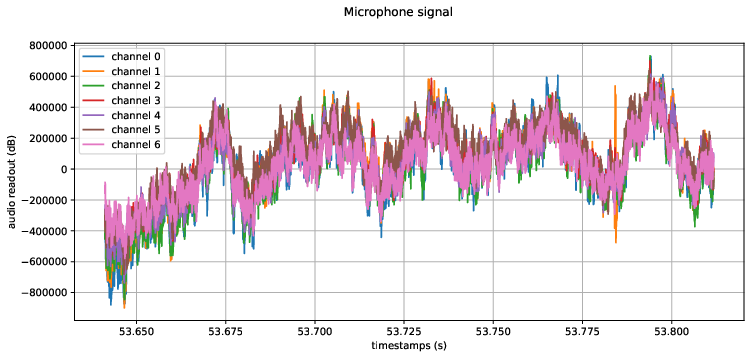 Microphone signal
800000
600000
400000
200000
0
−200000
−400000
−600000
−800000
audio readout (dB)
channel 0
channel 1
channel 2
channel 3
channel 4
channel 5
channel 6
53.650 53.675 53.700 53.725 53.750 53.775 53.800
timestamps (s)